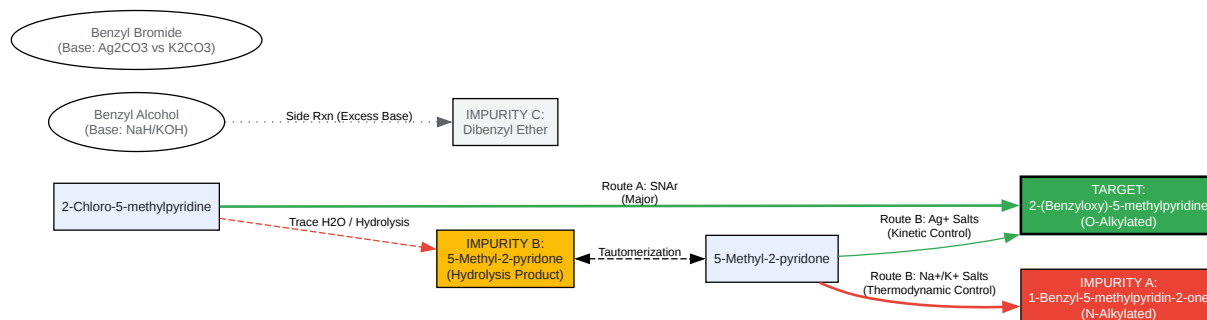 Benzyl Bromide
(Base: Ag2CO3 vs K2CO3)
Benzyl Alcohol
(Base: NaH/KOH)
Side Rxn (Excess Base)
IMPURITY C:
Dibenzyl Ether
2-Chloro-5-methylpyridine
Route A: SNAr
(Major)
TARGET:
2-(Benzyloxy)-5-methylpyridine
(O-Alkylated)
Trace H2O / Hydrolysis
IMPURITY B:
5-Methyl-2-pyridone
(Hydrolysis Product)
Tautomerization
5-Methyl-2-pyridone
Route B: Ag+ Salts
(Kinetic Control)
Route B: Na+/K+ Salts
(Thermodynamic Control)
IMPURITY A:
1-Benzyl-5-methylpyridin-2-one
(N-Alkylated)